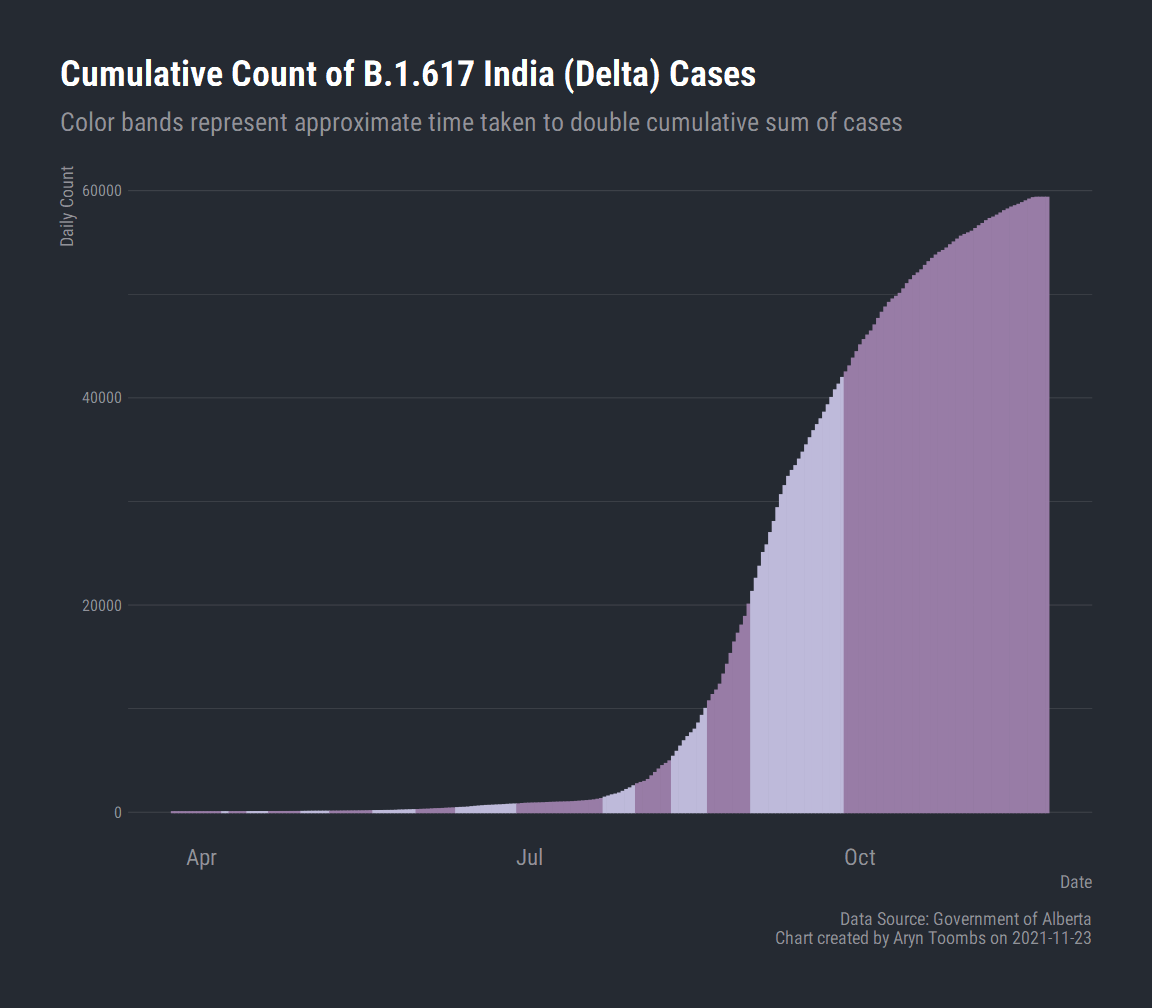 Cumulative Count of B.1.617 India (Delta) Cases
Color bands represent approximate time taken to double cumulative sum of cases
Daily Count
60000
40000
20000
0
Apr
Jul
Oct
Date
Data Source: Government of Alberta
Chart created by Aryn Toombs on 2021-11-23